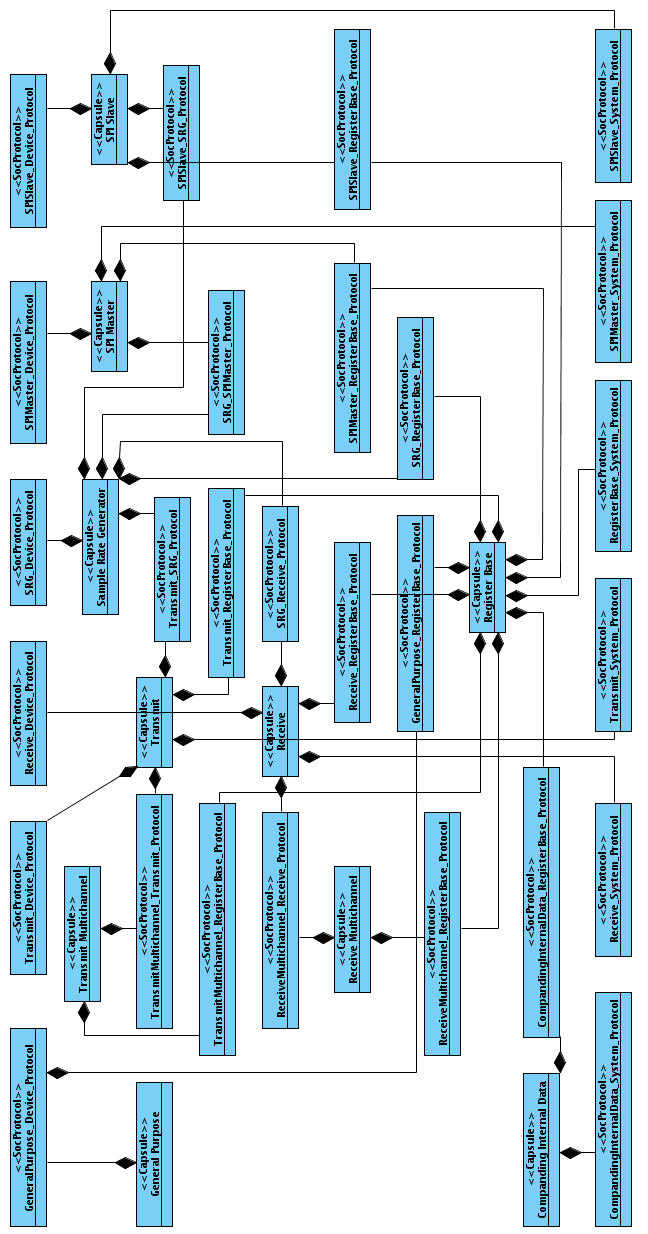 <<SocProtocol>>
SPISlave_Device_Protocol
<<Capsule>>
SPI Slave
<<SocProtocol>>
SPISlave_SRG_Protocol
<<SocProtocol>>
SPISlave_RegisterBase_Protocol
<<SocProtocol>>
SPISlave_System_Protocol
<<SocProtocol>>
SPIMaster_Device_Protocol
<<Capsule>>
SPI Master
<<SocProtocol>>
SRG_SPIMaster_Protocol
<<SocProtocol>>
SPIMaster_RegisterBase_Protocol
<<SocProtocol>>
SRG_RegisterBase_Protocol
<<SocProtocol>>
SPIMaster_System_Protocol
<<SocProtocol>>
SRG_Device_Protocol
<<Capsule>>
Sample Rate Generator
<<SocProtocol>>
Transmit_SRG_Protocol
<<SocProtocol>>
Transmit_RegisterBase_Protocol
<<SocProtocol>>
SRG_Receive_Protocol
<<SocProtocol>>
Receive_RegisterBase_Protocol
<<SocProtocol>>
GeneralPurpose_RegisterBase_Protocol
<<Capsule>>
Register Base
<<SocProtocol>>
RegisterBase_System_Protocol
<<SocProtocol>>
Receive_Device_Protocol
<<Capsule>>
Transmit
<<Capsule>>
Receive
<<SocProtocol>>
Transmit_System_Protocol
<<SocProtocol>>
Transmit_Device_Protocol
<<Capsule>>
Transmit Multichannel
<<SocProtocol>>
TransmitMultichannel_Transmit_Protocol
<<SocProtocol>>
TransmitMultichannel_RegisterBase_Protocol
<<SocProtocol>>
ReceiveMultichannel_Receive_Protocol
<<Capsule>>
Receive Multichannel
<<SocProtocol>>
ReceiveMultichannel_RegisterBase_Protocol
<<SocProtocol>>
CompandingInternalData_RegisterBase_Protocol
<<SocProtocol>>
Receive_System_Protocol
<<SocProtocol>>
GeneralPurpose_Device_Protocol
<<Capsule>>
General Purpose
<<Capsule>>
Companding Internal Data
<<SocProtocol>>
CompandingInternalData_System_Protocol